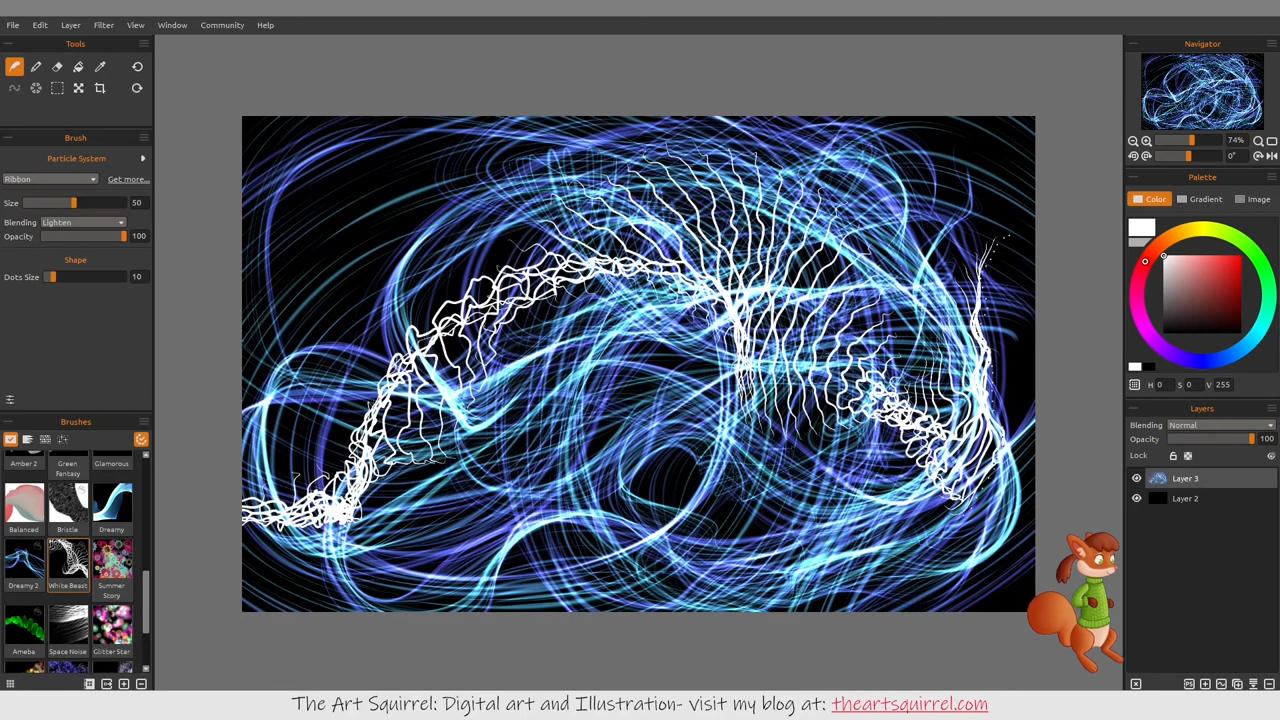 File Edit Layer Filter View Window Community Help
Tools
Brush
Particle System
Ribbon Get more...
Size 50
Blending Lighten
Opacity 100
Shape
Dots Size 10
Brushes
Amber 2 Green Fantasy Glamorous
Balanced Bristle Dreamy
Dreamy 2 White Beast Summer Story
Ameba Space Noise Glitter Star
Navigator
74%
0°
Palette
Color Gradient Image
H 0 S 0 V 255
Layers
Blending Normal
Opacity 100
Lock
Layer 3
Layer 2
The Art Squirrel: Digital art and Illustration- visit my blog at: theartsquirrel.com